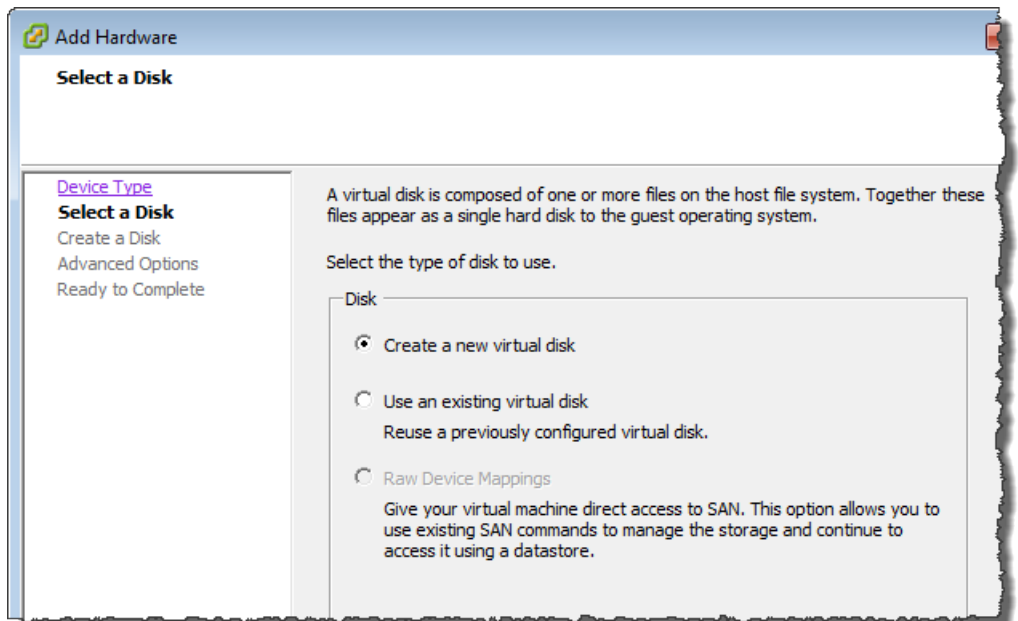 Add Hardware
Select a Disk
Device Type
Select a Disk
Create a Disk
Advanced Options
Ready to Complete
A virtual disk is composed of one or more files on the host file system. Together these
files appear as a single hard disk to the guest operating system.
Select the type of disk to use.
Disk
Create a new virtual disk
Use an existing virtual disk
Reuse a previously configured virtual disk.
Raw Device Mappings
Give your virtual machine direct access to SAN. This option allows you to
use existing SAN commands to manage the storage and continue to
access it using a datastore.